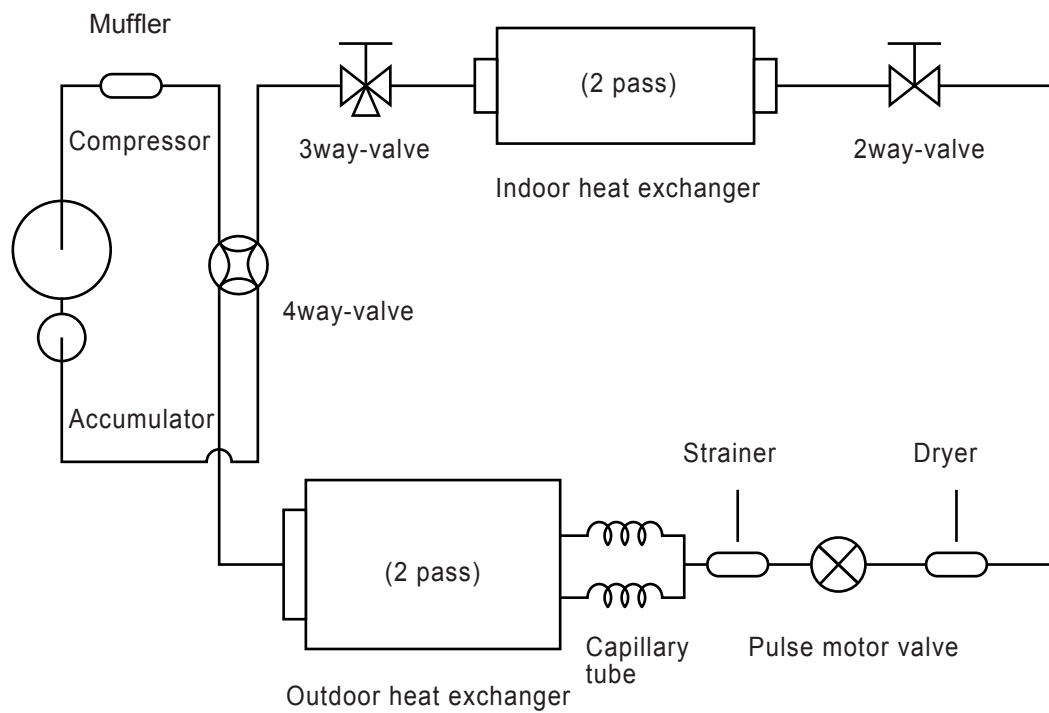 Muffler
(2 pass)
Compressor
3way-valve
2way-valve
Indoor heat exchanger
4way-valve
Accumulator
Strainer
Dryer
(2 pass)
Capillary
tube
Pulse motor valve
Outdoor heat exchanger